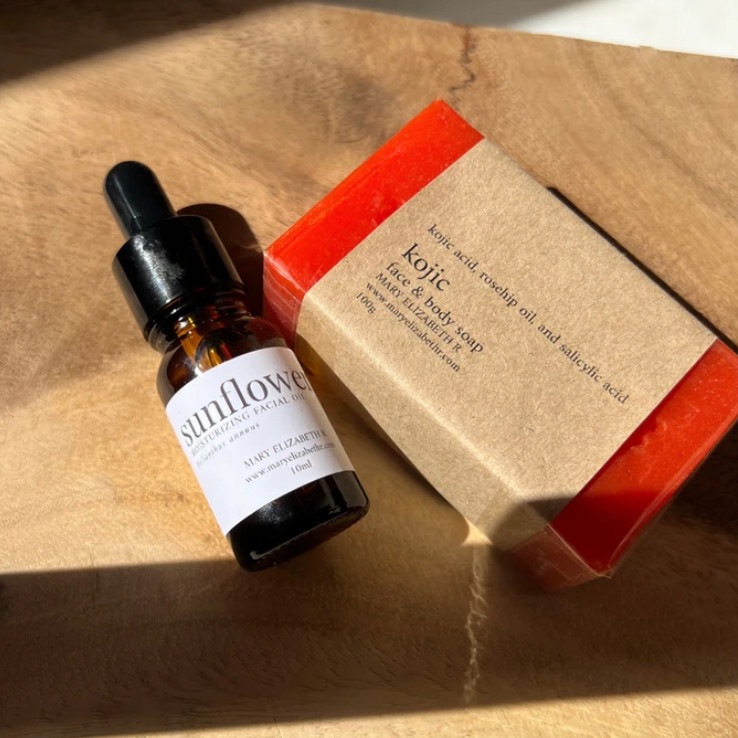 sunflower
MOISTURIZING FACIAL OIL
helianthus annuus
MARY ELIZABETH R
www.maryelizabethr.com
10ml
kojic acid, rosehip oil, and salicylic acid
kojic
face & body soap
MARY ELIZABETH R
www.maryelizabethr.com
100g